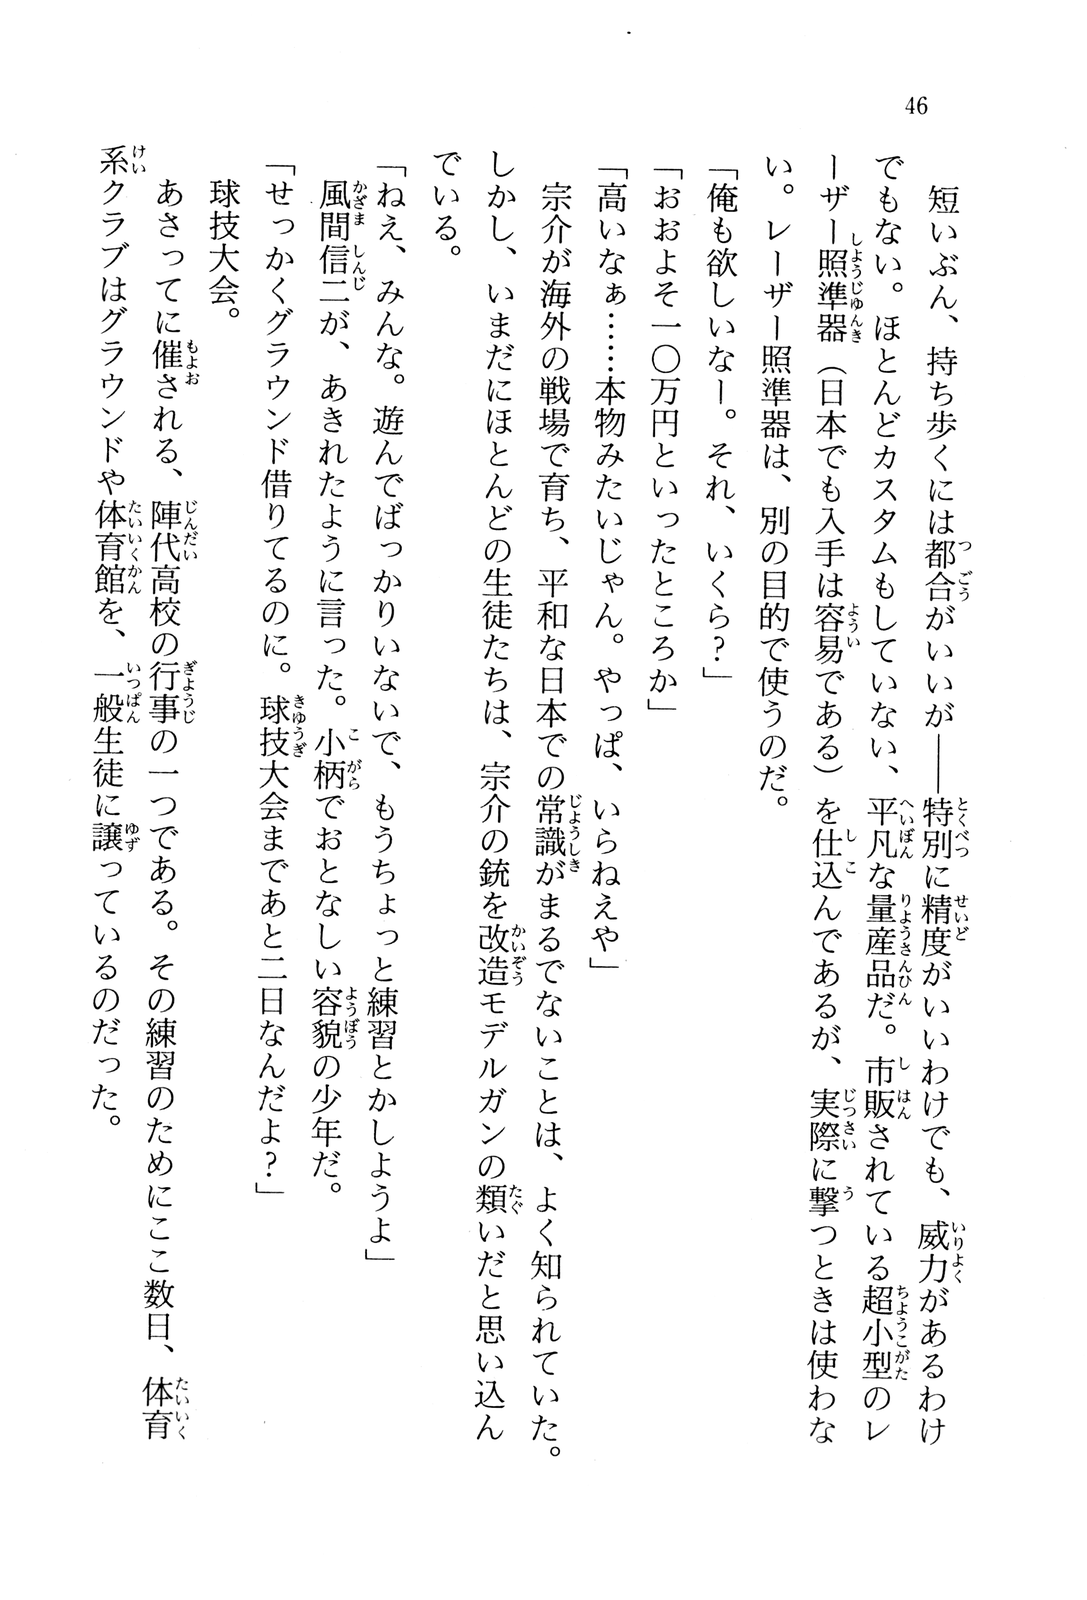 46
短いぶん、持ち歩くには都合がいいが――特別に精度がいいわけでも、威力があるわけ
でもない。ほとんどカスタムもしていない、平凡な量産品だ。市販されている超小型のレ
ーザー照準器（日本でも入手は容易である）を仕込んであるが、実際に撃つときは使わな
い。レーザー照準器は、別の目的で使うのだ。
「俺も欲しいなー。それ、いくら？」
「おおよそ一〇万円といったところか」
「高いなぁ……本物みたいじゃん。やっぱ、いらねえや」
宗介が海外の戦場で育ち、平和な日本での常識がまるでないことは、よく知られていた。
しかし、いまだにほとんどの生徒たちは、宗介の銃を改造モデルガンの類いだと思い込ん
でいる。
「ねえ、みんな。遊んでばっかりいないで、もうちょっと練習とかしようよ」
風間信二が、あきれたように言った。小柄でおとなしい容貌の少年だ。
「せっかくグラウンド借りてるのに。球技大会まであと二日なんだよ？」
球技大会。
あさってに催される、陣代高校の行事の一つである。その練習のためにここ数日、体育
系クラブはグラウンドや体育館を、一般生徒に譲っているのだった。